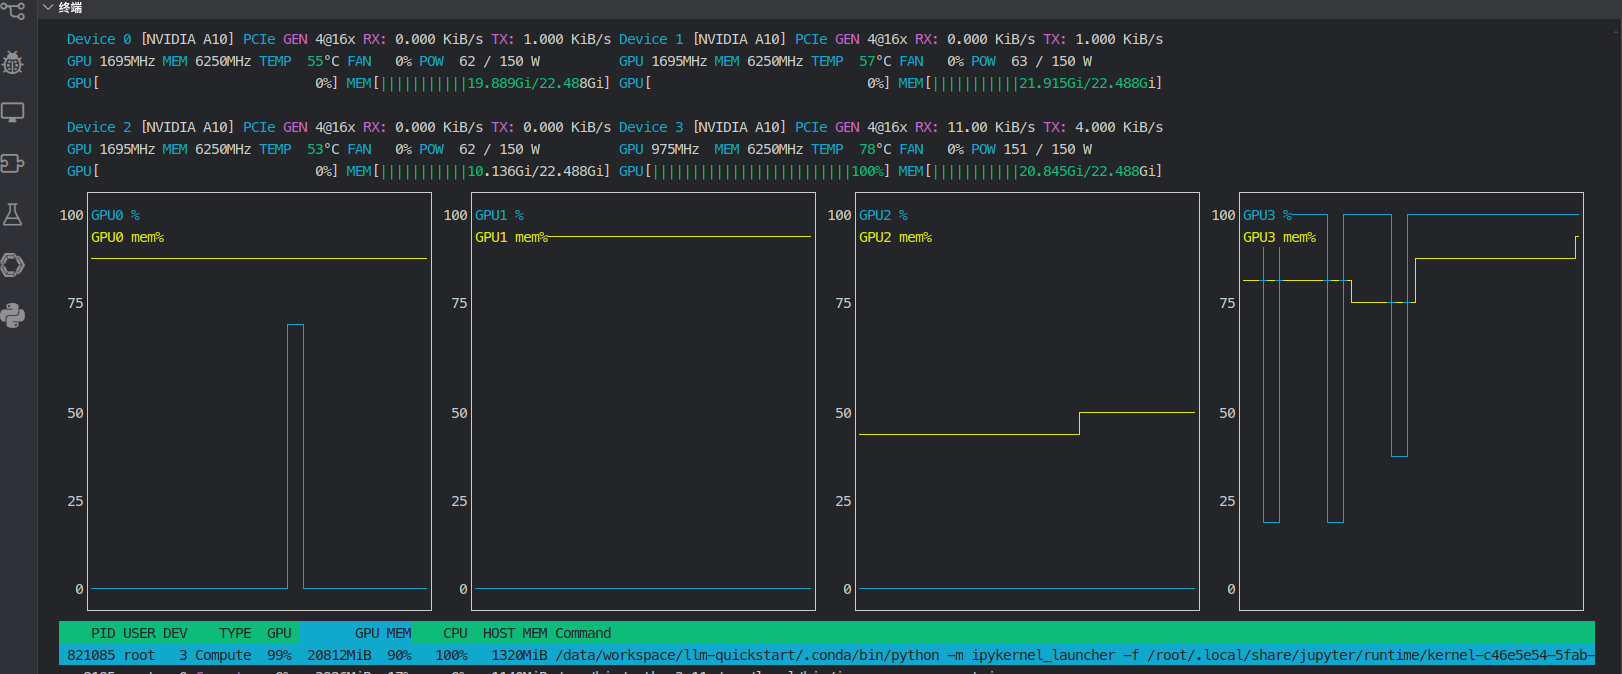 终端
Device 0 [NVIDIA A10] PCIe GEN 4@16x RX: 0.000 KiB/s TX: 1.000 KiB/s Device 1 [NVIDIA A10] PCIe GEN 4@16x RX: 0.000 KiB/s TX: 1.000 KiB/s
GPU 1695MHz MEM 6250MHz TEMP 55°C FAN 0% POW 62 / 150 W GPU 1695MHz MEM 6250MHz TEMP 57°C FAN 0% POW 63 / 150 W
GPU[ 0%] MEM[|||||||||||19.889Gi/22.488Gi] GPU[ 0%] MEM[|||||||||||21.915Gi/22.488Gi]
Device 2 [NVIDIA A10] PCIe GEN 4@16x RX: 0.000 KiB/s TX: 0.000 KiB/s Device 3 [NVIDIA A10] PCIe GEN 4@16x RX: 11.00 KiB/s TX: 4.000 KiB/s
GPU 1695MHz MEM 6250MHz TEMP 53°C FAN 0% POW 62 / 150 W GPU 975MHz MEM 6250MHz TEMP 78°C FAN 0% POW 151 / 150 W
GPU[ 0%] MEM[|||||||||||10.136Gi/22.488Gi] GPU[|||||||||||||||||||||||||100%] MEM[|||||||||||20.845Gi/22.488Gi]
100 GPU0 % 100 GPU1 % 100 GPU2 % 100 GPU3 %
GPU0 mem% GPU1 mem% GPU2 mem% GPU3 mem%
75 75 75 75
50 50 50 50
25 25 25 25
0 0 0 0
PID USER DEV TYPE GPU GPU MEM CPU HOST MEM Command
821085 root 3 Compute 99% 20812MiB 90% 100% 1320MiB /data/workspace/llm-quickstart/.conda/bin/python -m ipykernel_launcher -f /root/.local/share/jupyter/runtime/kernel-c46e5e54-5fab-